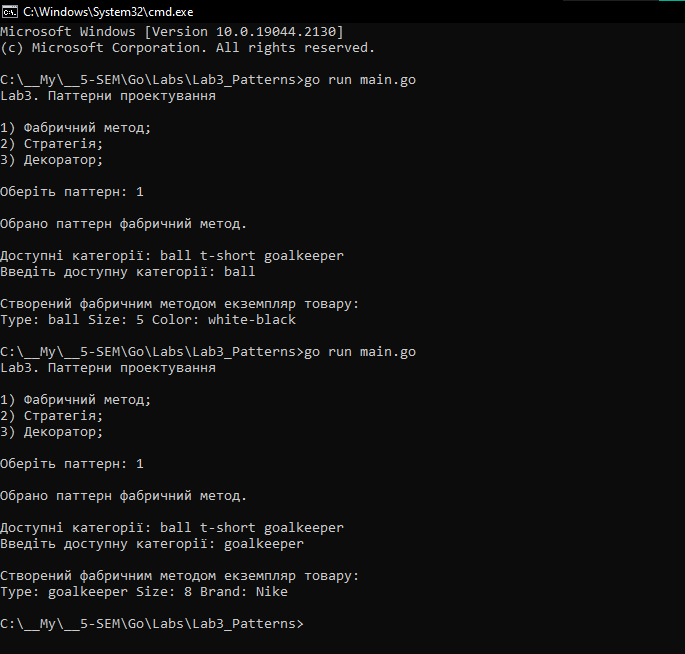 C:\Windows\System32\cmd.exe
Microsoft Windows [Version 10.0.19044.2130]
(c) Microsoft Corporation. All rights reserved.
C:\__My\__5-SEM\Go\Labs\Lab3_Patterns>go run main.go
Lab3. Паттерни проектування
1) Фабричний метод;
2) Стратегія;
3) Декоратор;
Оберіть паттерн: 1
Обрано паттерн фабричний метод.
Доступні категорії: ball t-short goalkeeper
Введіть доступну категорії: ball
Створений фабричним методом екземпляр товару:
Type: ball Size: 5 Color: white-black
C:\__My\__5-SEM\Go\Labs\Lab3_Patterns>go run main.go
Lab3. Паттерни проектування
1) Фабричний метод;
2) Стратегія;
3) Декоратор;
Оберіть паттерн: 1
Обрано паттерн фабричний метод.
Доступні категорії: ball t-short goalkeeper
Введіть доступну категорії: goalkeeper
Створений фабричним методом екземпляр товару:
Type: goalkeeper Size: 8 Brand: Nike
C:\__My\__5-SEM\Go\Labs\Lab3_Patterns>